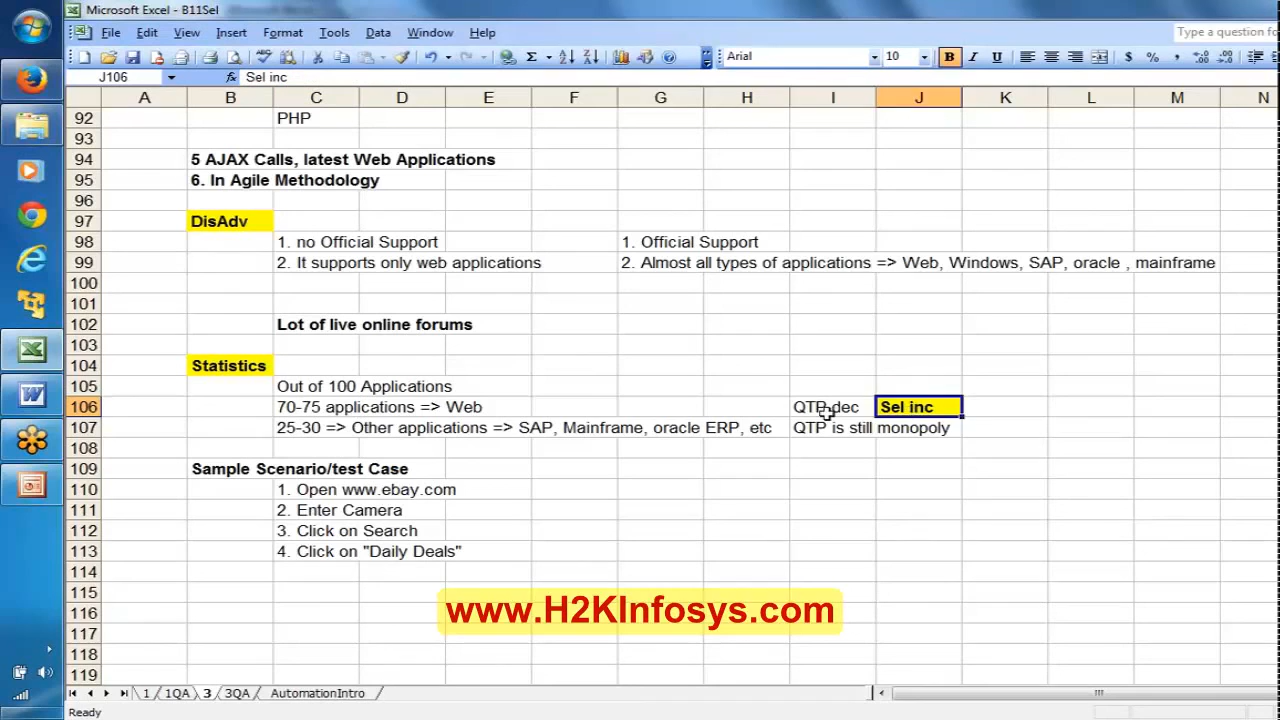 Microsoft Excel - B11Sel
File Edit View Insert Format Tools Data Window Help
Type a question for
Arial 10 B I U $ % ,
J106 fx Sel inc
A B C D E F G H I J K L M N
92 PHP
93
94 5 AJAX Calls, latest Web Applications
95 6. In Agile Methodology
96
97 DisAdv
98 1. no Official Support 1. Official Support
99 2. It supports only web applications 2. Almost all types of applications => Web, Windows, SAP, oracle , mainframe
100
101
102 Lot of live online forums
103
104 Statistics
105 Out of 100 Applications
106 70-75 applications => Web QTP dec Sel inc
107 25-30 => Other applications => SAP, Mainframe, oracle ERP, etc QTP is still monopoly
108
109 Sample Scenario/test Case
110 1. Open www.ebay.com
111 2. Enter Camera
112 3. Click on Search
113 4. Click on "Daily Deals"
114
115
116
117
118
119
www.H2KInfosys.com
1 1QA 3 3QA AutomationIntro
Ready